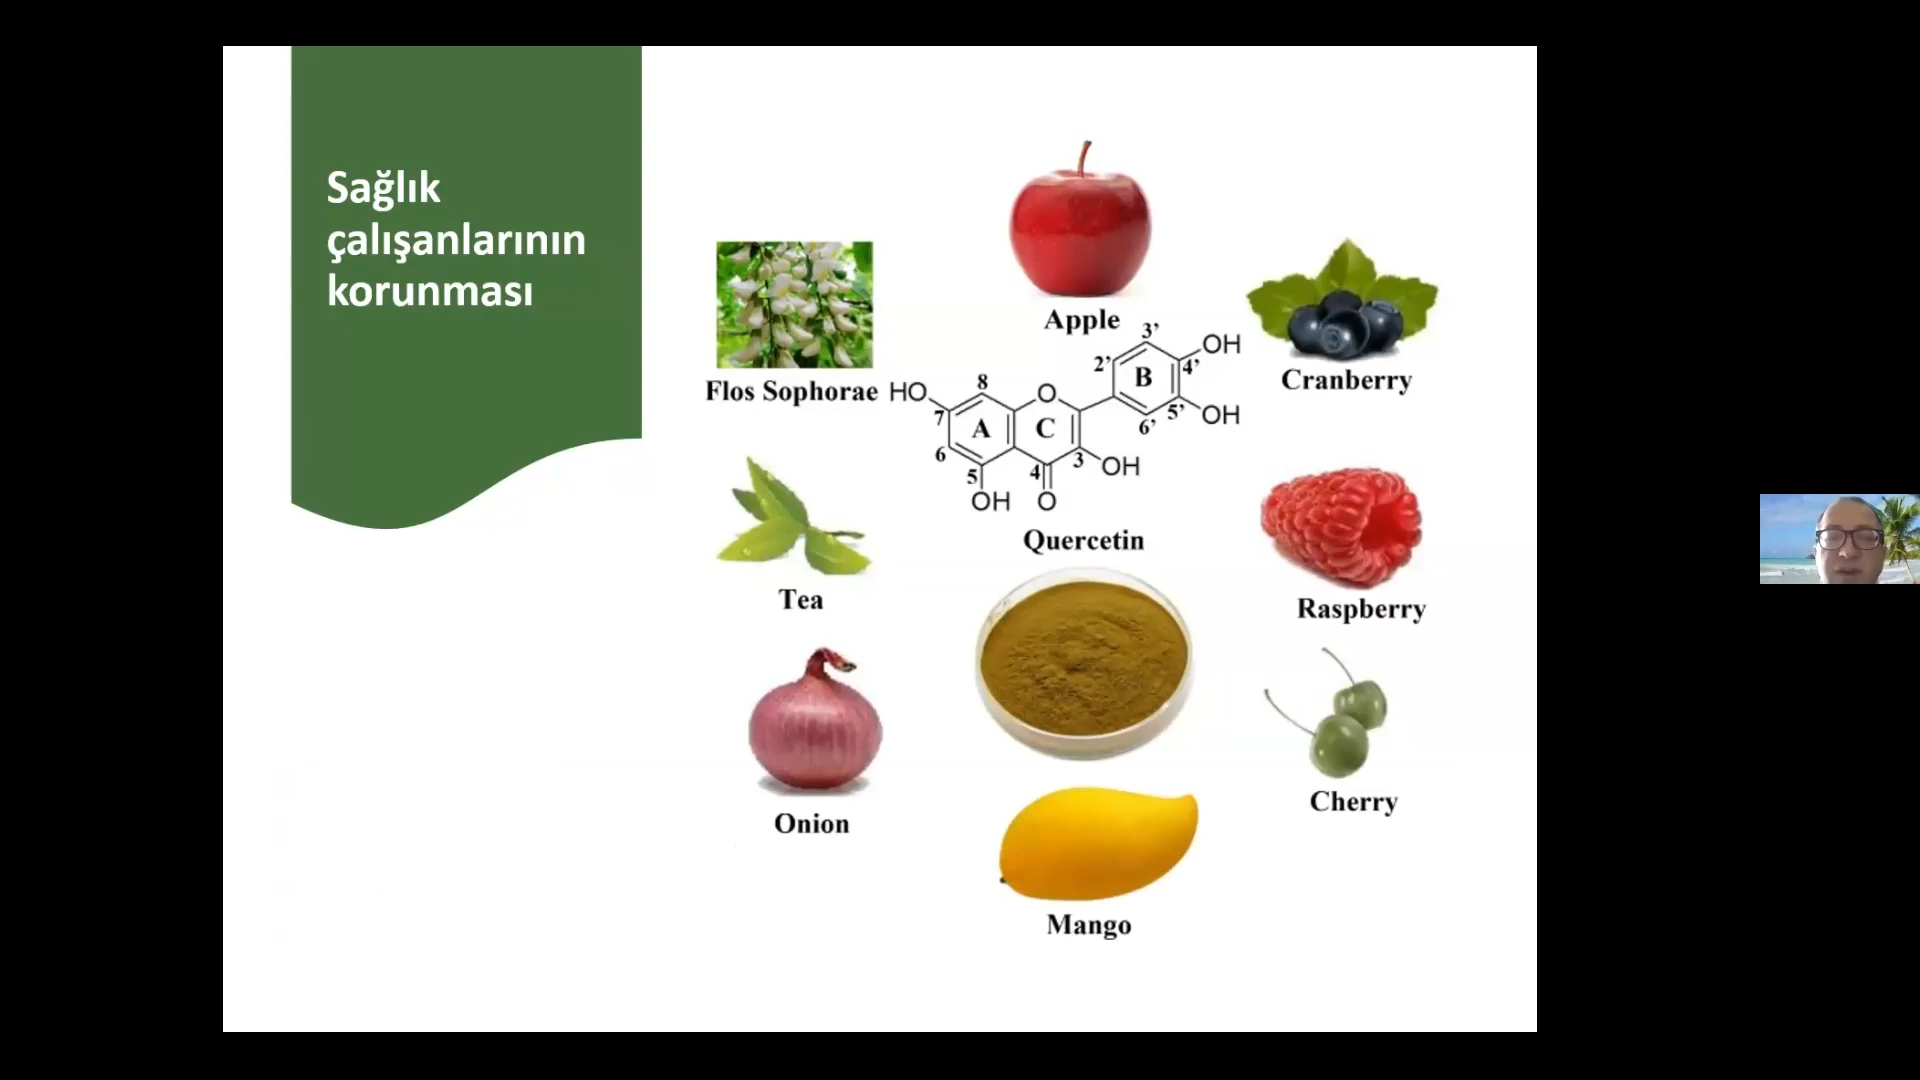 Sağlık
çalışanlarının
korunması
Apple
Flos Sophorae
Cranberry
HO
8
7
6
5
OH
A
O
C
4
O
3
OH
2’
3’
B
4’
OH
5’
OH
6’
Quercetin
Tea
Raspberry
Onion
Cherry
Mango